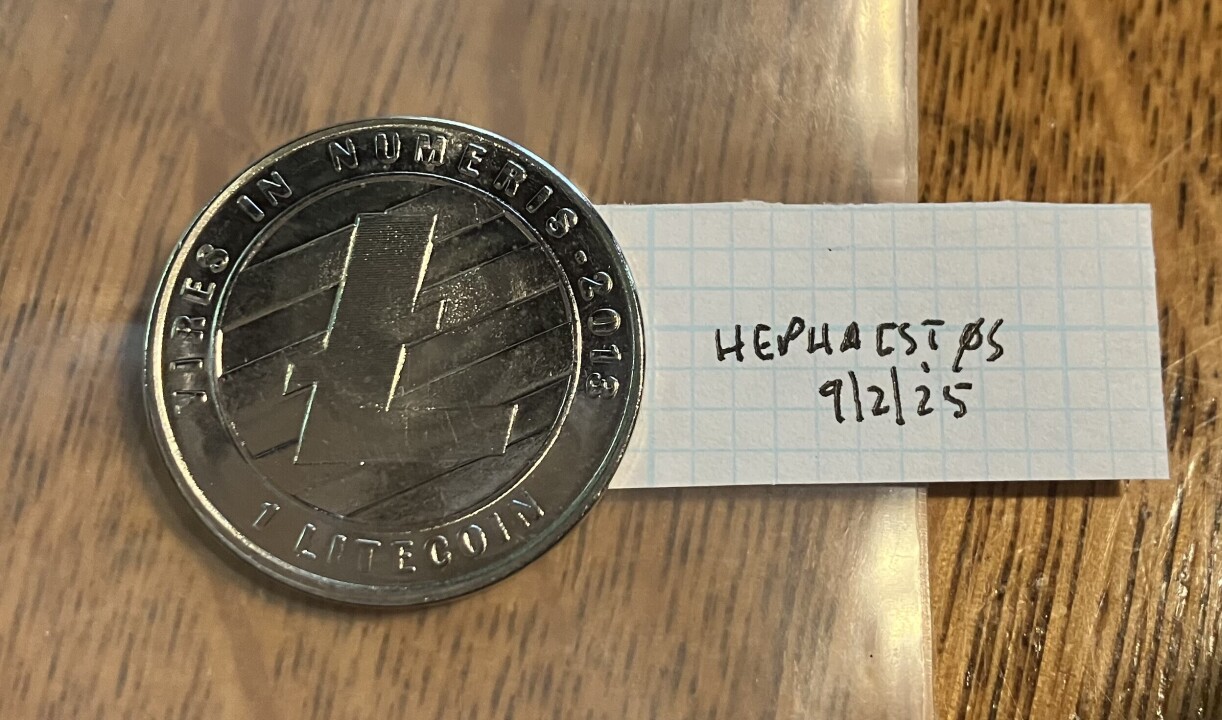 VIRES IN NUMERIS · 2013
1 LITECOIN
HEPHAESTØS
9/2/25